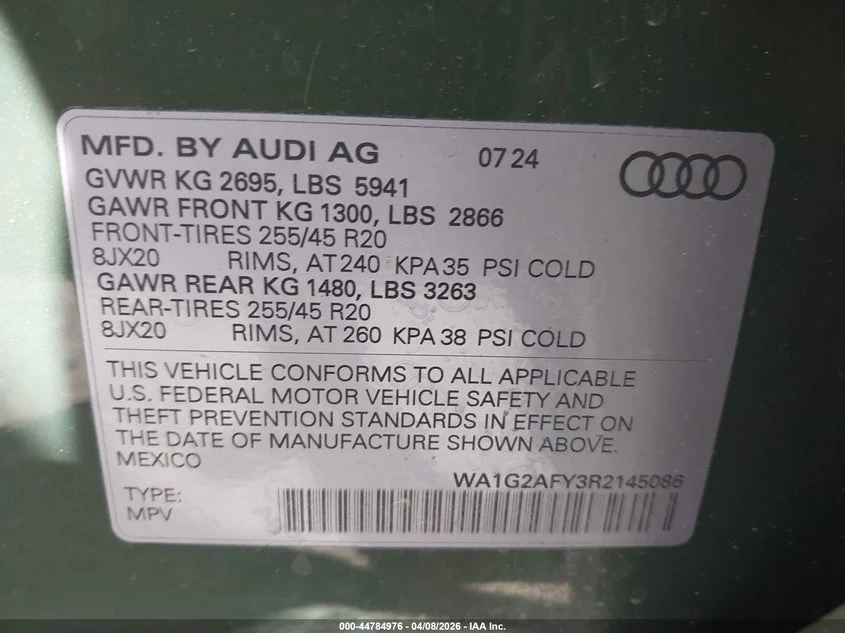 MFD. BY AUDI AG 07 24
GVWR KG 2695, LBS 5941
GAWR FRONT KG 1300, LBS 2866
FRONT-TIRES 255/45 R20
8JX20 RIMS, AT 240 KPA 35 PSI COLD
GAWR REAR KG 1480, LBS 3263
REAR-TIRES 255/45 R20
8JX20 RIMS, AT 260 KPA 38 PSI COLD
THIS VEHICLE CONFORMS TO ALL APPLICABLE
U.S. FEDERAL MOTOR VEHICLE SAFETY AND
THEFT PREVENTION STANDARDS IN EFFECT ON
THE DATE OF MANUFACTURE SHOWN ABOVE.
MEXICO
WA1G2AFY3R2145086
TYPE:
MPV
000-44784976 - 04/08/2026 - IAA Inc.